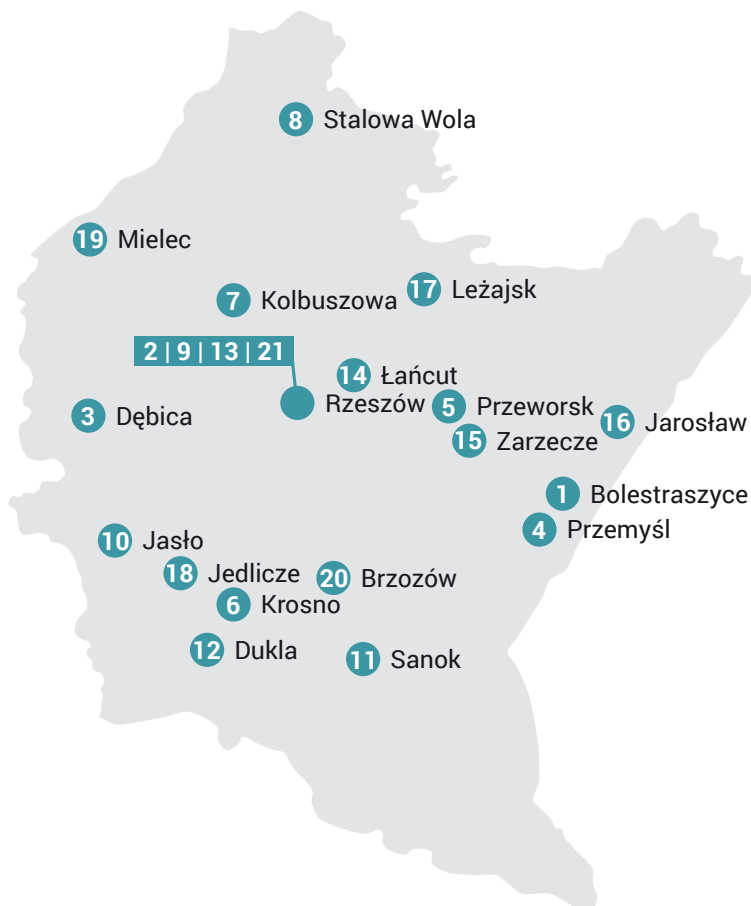 8 Stalowa Wola
19 Mielec
7 Kolbuszowa
17 Leżajsk
2 | 9 | 13 | 21
14 Łańcut
Rzeszów
5 Przeworsk
3 Dębica
16 Jarosław
15 Zarzecze
1 Bolestraszyce
4 Przemyśl
10 Jasło
18 Jedlicze
20 Brzozów
6 Krosno
12 Dukla
11 Sanok